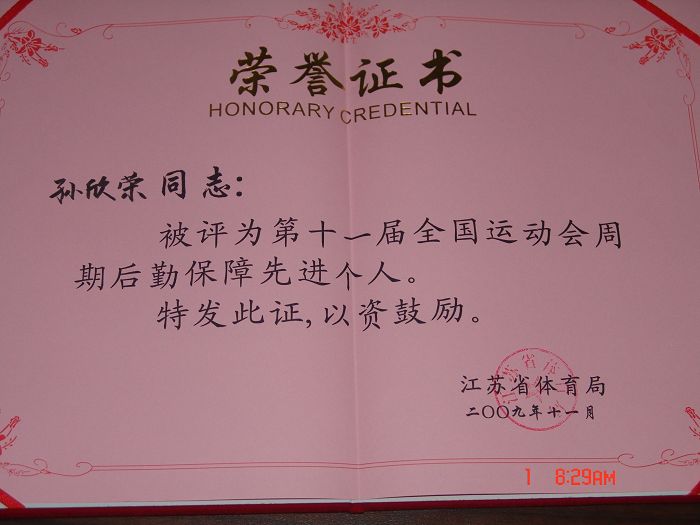 荣誉证书
HONORARY CREDENTIAL
孙欣荣同志：
被评为第十一届全国运动会周
期后勤保障先进个人。
特发此证,以资鼓励。
江苏省体育局
二〇〇九年十一月
1 8:29AM